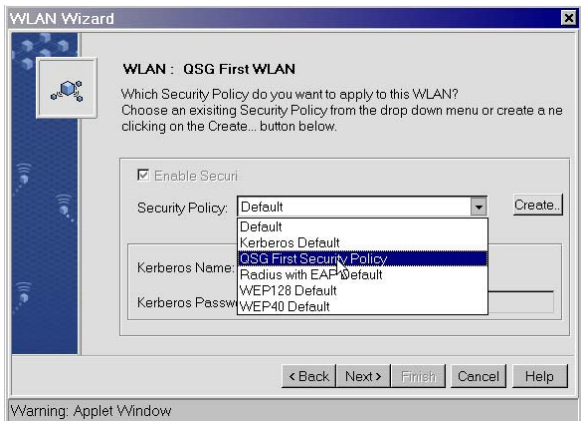 WLAN Wizard
WLAN : QSG First WLAN
Which Security Policy do you want to apply to this WLAN?
Choose an exisiting Security Policy from the drop down menu or create a ne
clicking on the Create... button below.
Enable Securi
Security Policy: Default Create..
Default
Kerberos Default
QSG First Security Policy
Kerberos Name:
Radius with EAP Default
WEP128 Default
Kerberos Passw
WEP40 Default
< Back Next > Finish Cancel Help
Warning: Applet Window